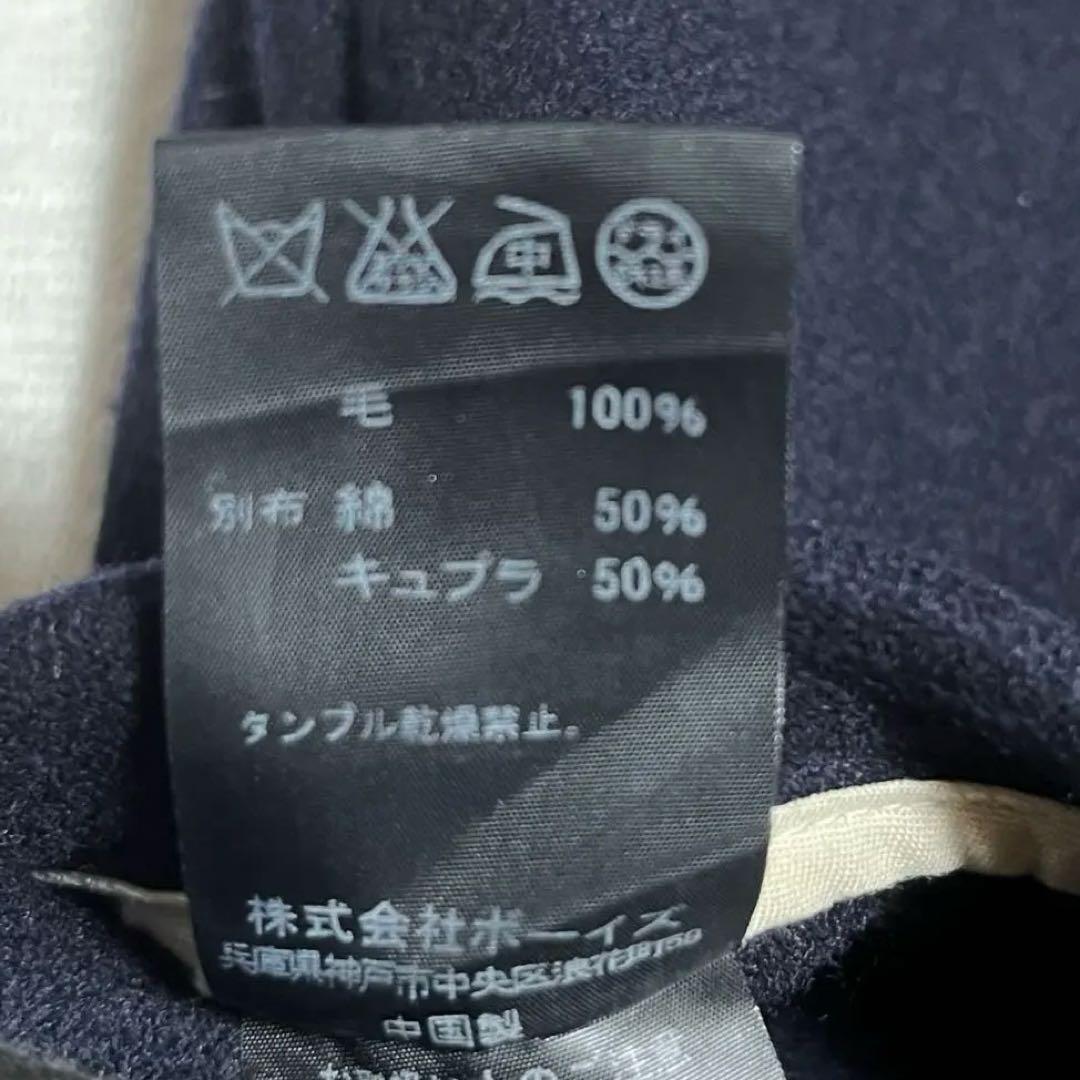 中
毛 100%
別布 綿 50%
キュプラ 50%
タンブル乾燥禁止。
株式会社ボーイズ
兵庫県神戸市中央区浪花町56
中国製